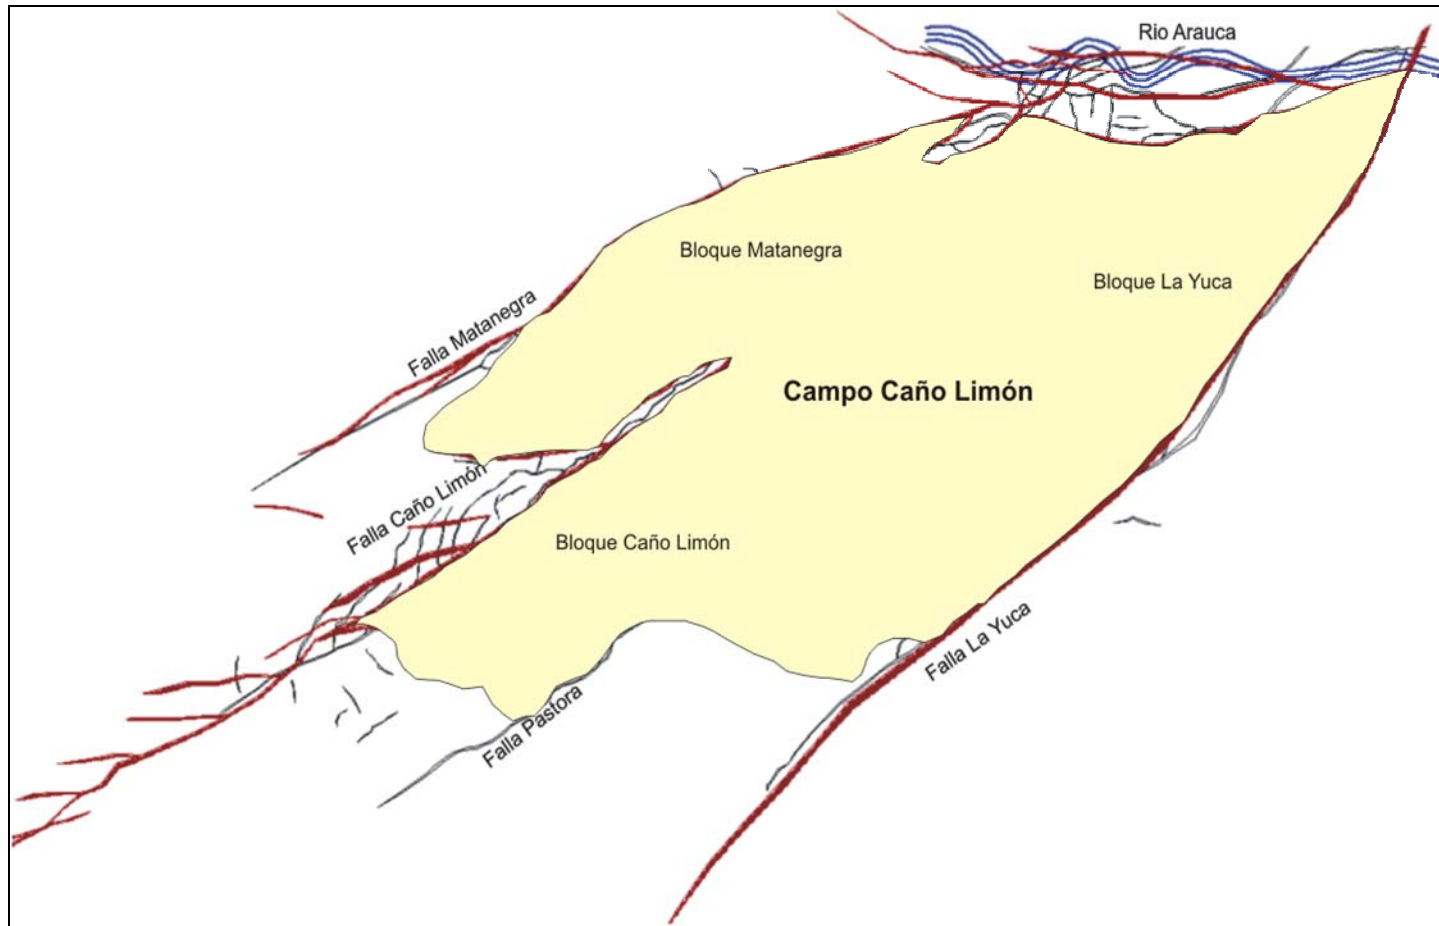 Rio Arauca
Bloque Matanegra
Bloque La Yuca
Falla Matanegra
Campo Caño Limón
Falla Caño Limón
Bloque Caño Limón
Falla La Yuca
Falla Pastora